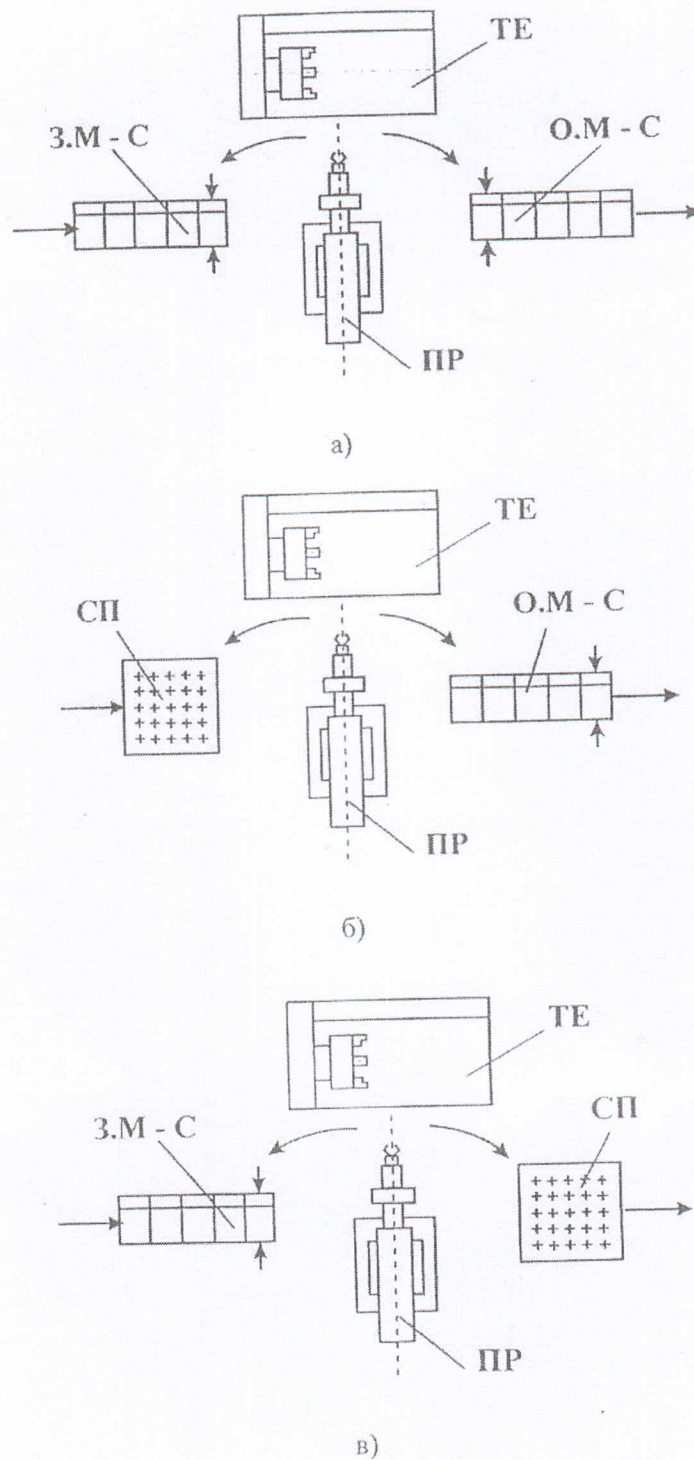 ТЕ
З.М - С
О.М - С
ПР
а)
ТЕ
СП
О.М - С
ПР
б)
ТЕ
З.М - С
СП
ПР
в)